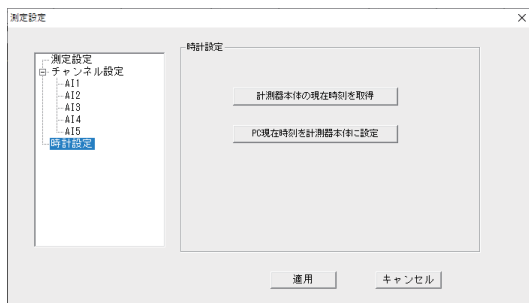 測定設定
測定設定
チャンネル設定
AI1
AI2
AI3
AI4
AI5
時計設定
時計設定
計測器本体の現在時刻を取得
PC現在時刻を計測器本体に設定
適用
キャンセル